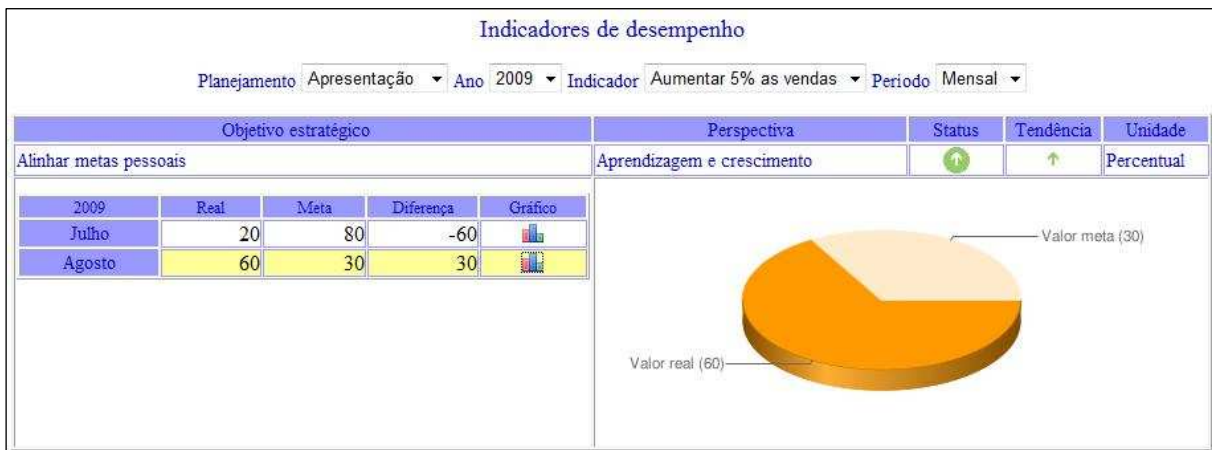 Indicadores de desempenho
Planejamento Apresentação Ano 2009 Indicador Aumentar 5% as vendas Periodo Mensal
Objetivo estratégico Perspectiva Status Tendência Unidade
Alinhar metas pessoais Aprendizagem e crescimento Percentual
2009 Real Meta Diferença Gráfico
Julho 20 80 -60
Agosto 60 30 30
Valor meta (30)
Valor real (60)